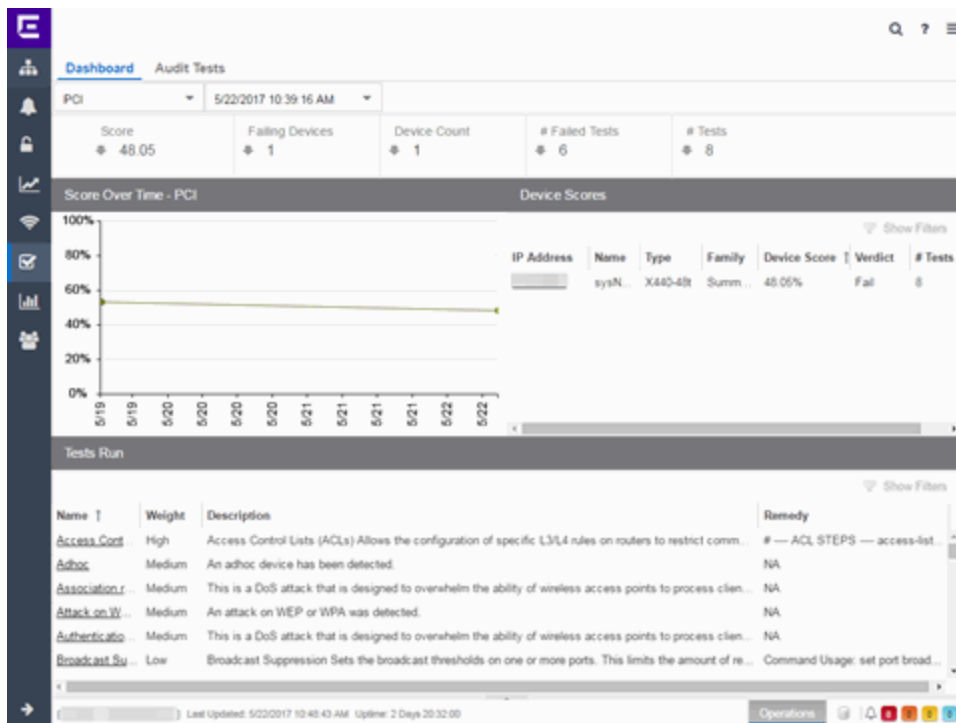 E
?
Dashboard Audit Tests
PCI 5/22/2017 10:39:16 AM
Score Failing Devices Device Count # Failed Tests # Tests
48.05 1 1 6 8
Score Over Time - PCI Device Scores
Show Filters
IP Address Name Type Family Device Score Verdict # Tests
sysN... X440-48t Summ... 48.05% Fail 8
100%
80%
60%
40%
20%
0%
5/19 5/19 5/20 5/20 5/20 5/20 5/21 5/21 5/21 5/22 5/22 5/22
Tests Run
Show Filters
Name Weight Description Remedy
Access Cont... High Access Control Lists (ACLs) Allows the configuration of specific L3/L4 rules on routers to restrict comm... # --- ACL STEPS --- access-list...
Adhoc Medium An adhoc device has been detected. NA
Association r... Medium This is a DoS attack that is designed to overwhelm the ability of wireless access points to process clien... NA
Attack on W... Medium An attack on WEP or WPA was detected. NA
Authenticatio... Medium This is a DoS attack that is designed to overwhelm the ability of wireless access points to process clien... NA
Broadcast Su... Low Broadcast Suppression Sets the broadcast thresholds on one or more ports. This limits the amount of re... Command Usage: set port broad...
Last Updated: 5/22/2017 10:48:43 AM Uptime: 2 Days 20:32:00 Operations